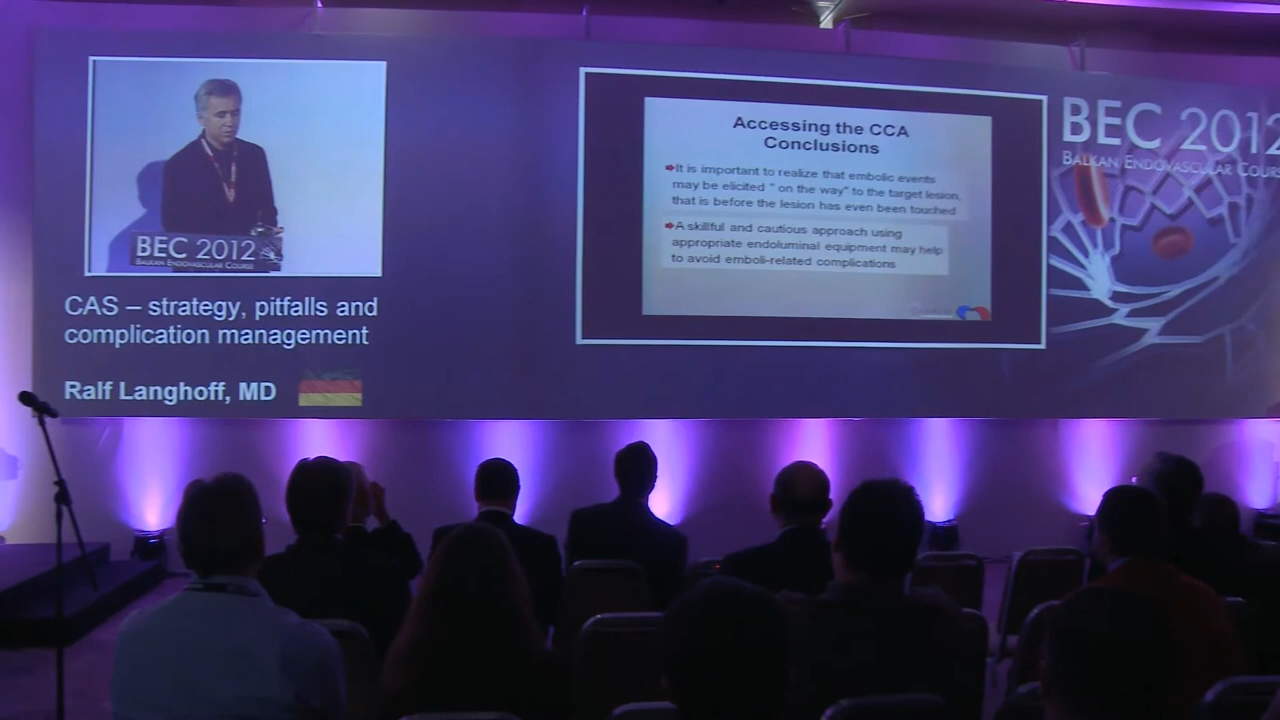 BEC 2012
BALKAN ENDOVASCULAR COURSE
CAS – strategy, pitfalls and
complication management
Ralf Langhoff, MD
Accessing the CCA
Conclusions
It is important to realize that embolic events
may be elicited " on the way" to the target lesion,
that is before the lesion has even been touched
A skillful and cautious approach using
appropriate endoluminal equipment may help
to avoid emboli-related complications
BEC 2012
BALKAN ENDOVASCULAR COURS